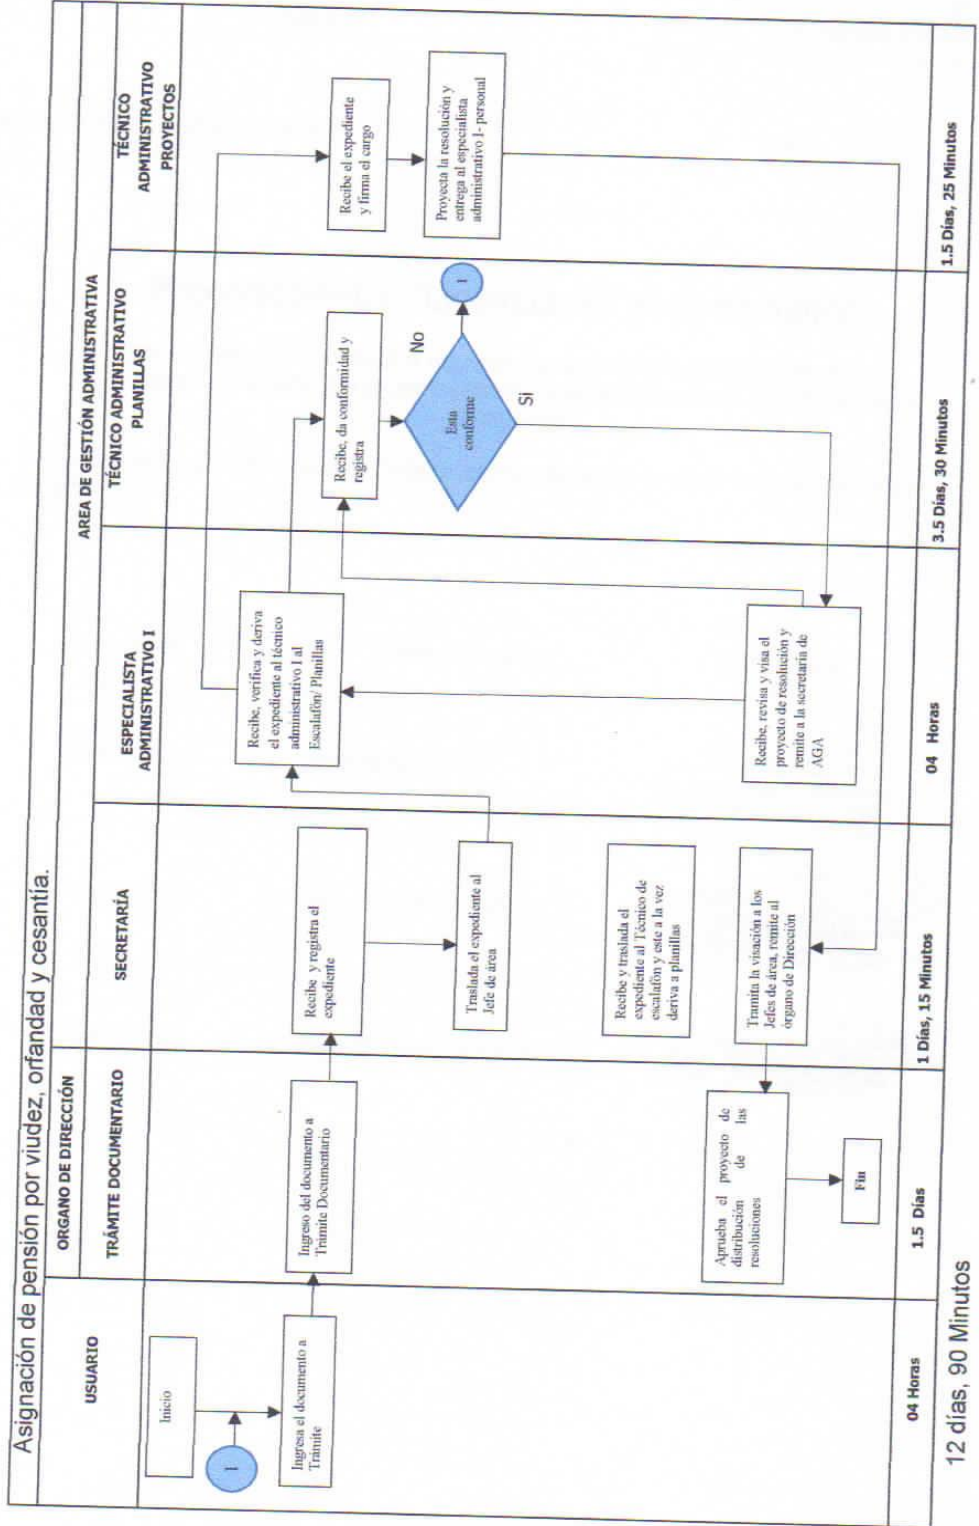 Asignación de pensión por viudez, orfandad y cesantía.
ORGANO DE DIRECCIÓN
AREA DE GESTIÓN ADMINISTRATIVA
USUARIO
TRÁMITE DOCUMENTARIO
SECRETARÍA
ESPECIALISTA
ADMINISTRATIVO I
TÉCNICO ADMINISTRATIVO
PLANILLAS
TÉCNICO
ADMINISTRATIVO
PROYECTOS
Inicio
1
Ingresa el documento a
Trámite
Ingreso del documento a
Trámite Documentario
Aprueba el proyecto de
distribución de las
resoluciones
Fin
Recibe y registra el
expediente
Traslada el expediente al
Jefe de área
Recibe y traslada el
expediente al Técnico de
escalafón y este a la vez
deriva a planillas
Tramita la visación a los
Jefes de área, remite al
órgano de Dirección
Recibe, verifica y deriva
el expediente al técnico
administrativo I al
Escalafón/ Planillas
Recibe, revisa y visa el
proyecto de resolución y
remite a la secretaría de
AGA
Recibe, da conformidad y
registra
Esta
conforme
No
Si
1
Recibe el expediente
y firma el cargo
Proyecta la resolución y
entrega al especialista
administrativo I- personal
04 Horas
1.5 Días
1 Días, 15 Minutos
04 Horas
3.5 Días, 30 Minutos
1.5 Días, 25 Minutos
12 días, 90 Minutos